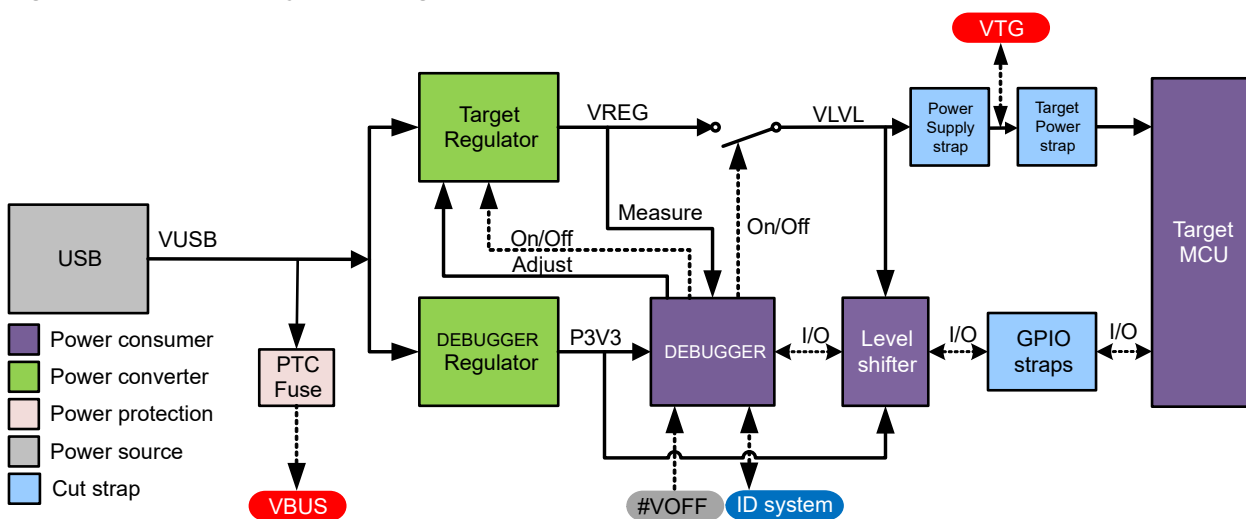 VTG
Target
Regulator
VREG
VLVL
Power
Supply
strap
Target
Power
strap
Measure
On/Off
On/Off
Adjust
USB
VUSB
Target
MCU
DEBUGGER
Regulator
P3V3
DEBUGGER
I/O
Level
shifter
I/O
GPIO
straps
I/O
PTC
Fuse
Power consumer
Power converter
Power protection
Power source
Cut strap
VBUS
#VOFF
ID system